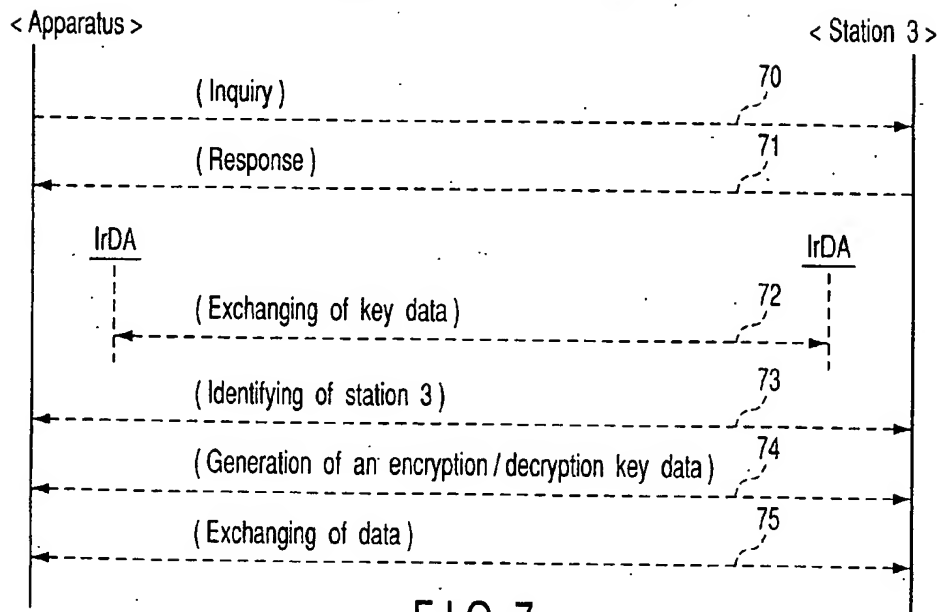 < Apparatus >
< Station 3 >
( Inquiry )
70
( Response )
71
IrDA
IrDA
( Exchanging of key data )
72
( Identifying of station 3 )
73
( Generation of an encryption / decryption key data )
74
( Exchanging of data )
75
FIG. 7